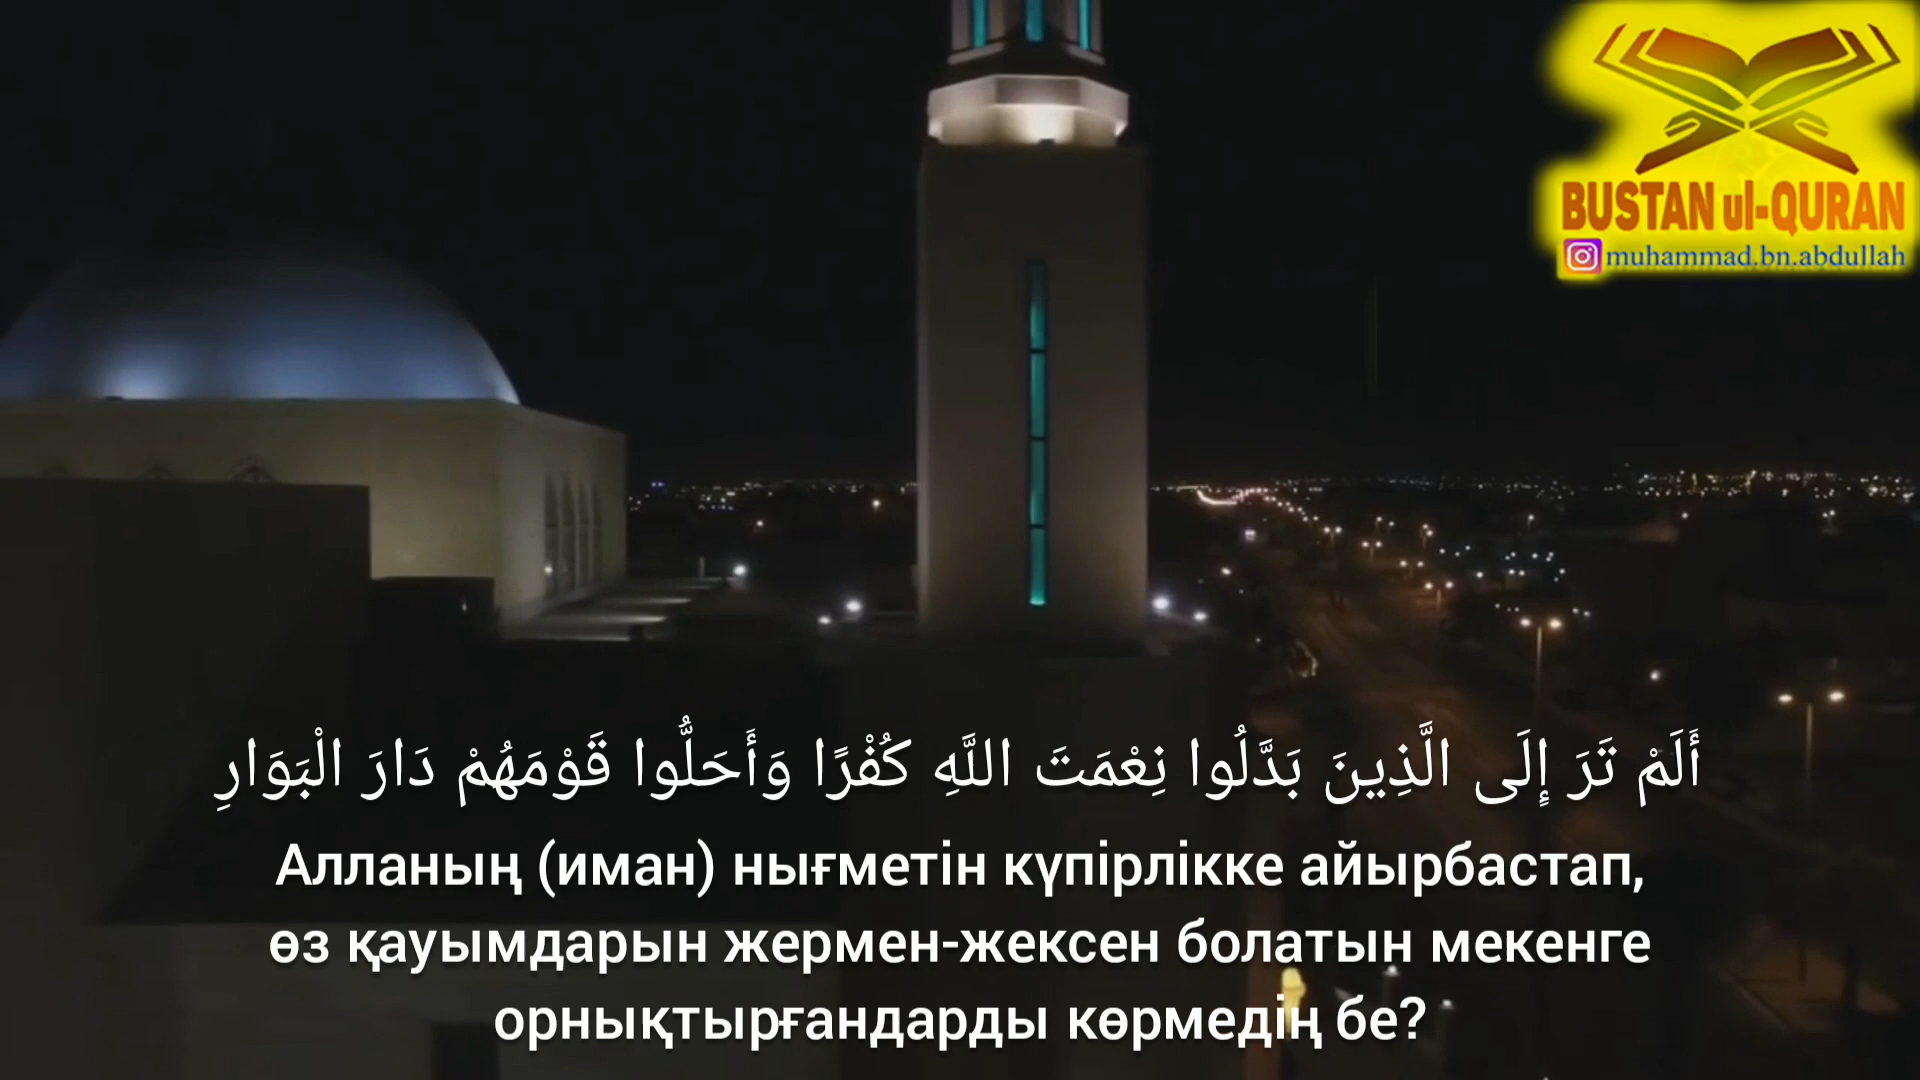 BUSTAN ul-QURAN
muhammad.bn.abdullah
أَلَمْ تَرَ إِلَى الَّذِينَ بَدَّلُوا نِعْمَتَ اللَّهِ كُفْرًا وَأَحَلُّوا قَوْمَهُمْ دَارَ الْبَوَارِ
Алланың (иман) нығметін күпірлікке айырбастап,
өз қауымдарын жермен-жексен болатын мекенге
орнықтырғандарды көрмедің бе?